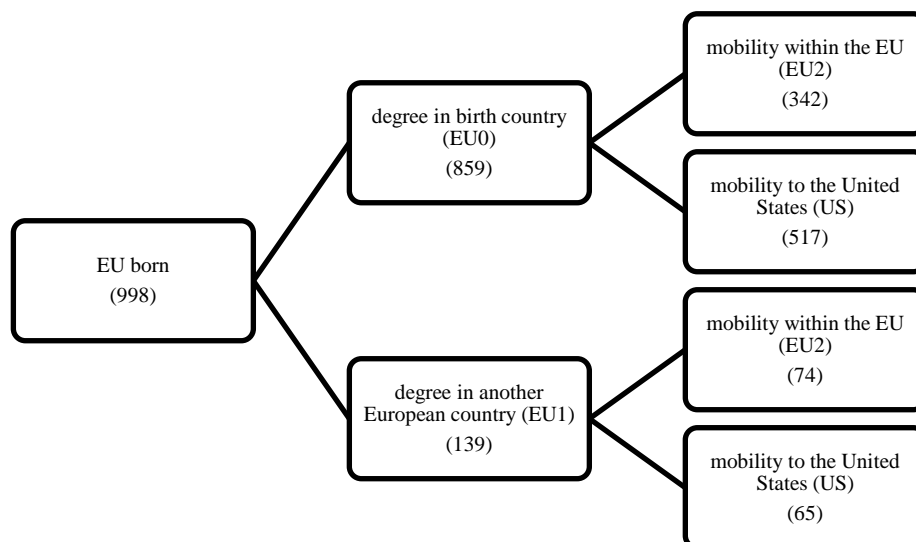 EU born
(998)
degree in birth country
(EU0)
(859)
mobility within the EU
(EU2)
(342)
mobility to the United
States (US)
(517)
degree in another
European country (EU1)
(139)
mobility within the EU
(EU2)
(74)
mobility to the United
States (US)
(65)